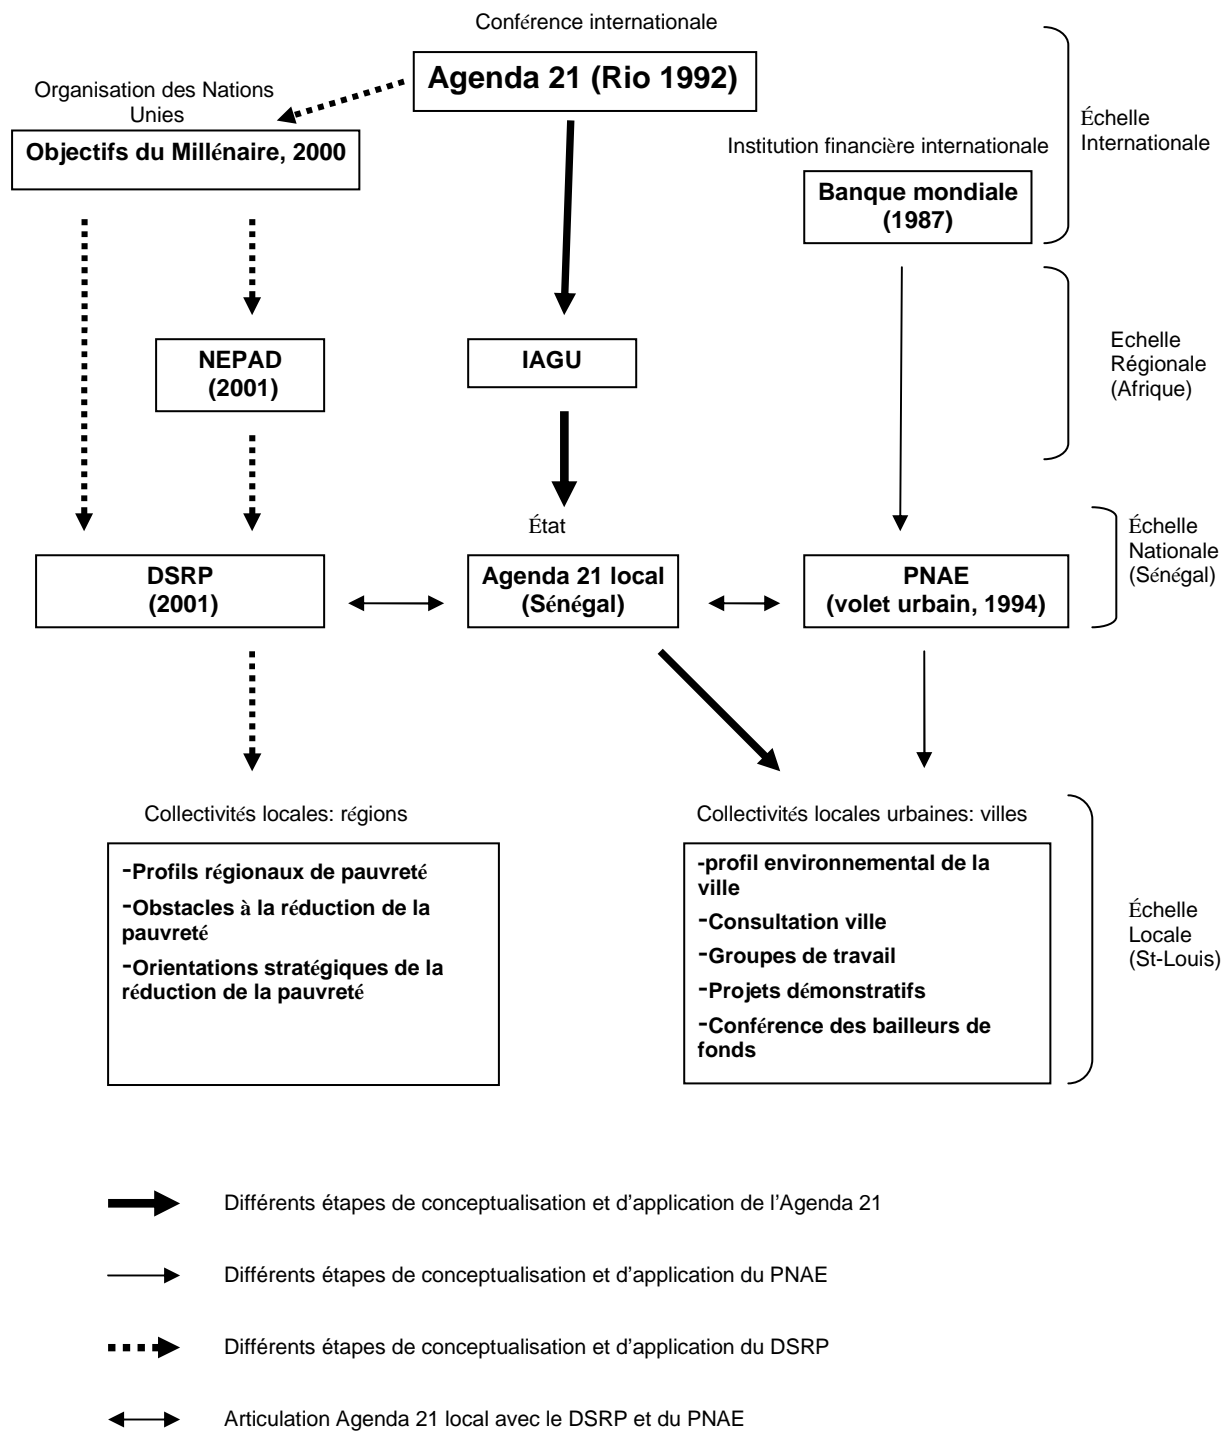 Conférence internationale
Agenda 21 (Rio 1992)
Organisation des Nations
Unies
Objectifs du Millénaire, 2000
Institution financière internationale
Banque mondiale
(1987)
Échelle
Internationale
NEPAD
(2001)
IAGU
Echelle
Régionale
(Afrique)
État
DSRP
(2001)
Agenda 21 local
(Sénégal)
PNAE
(volet urbain, 1994)
Échelle
Nationale
(Sénégal)
Collectivités locales: régions
-Profils régionaux de pauvreté
-Obstacles à la réduction de la
pauvreté
-Orientations stratégiques de la
réduction de la pauvreté
Collectivités locales urbaines: villes
-profil environnemental de la
ville
-Consultation ville
-Groupes de travail
-Projets démonstratifs
-Conférence des bailleurs de
fonds
Échelle
Locale
(St-Louis)
Différents étapes de conceptualisation et d'application de l'Agenda 21
Différents étapes de conceptualisation et d'application du PNAE
Différents étapes de conceptualisation et d'application du DSRP
Articulation Agenda 21 local avec le DSRP et du PNAE